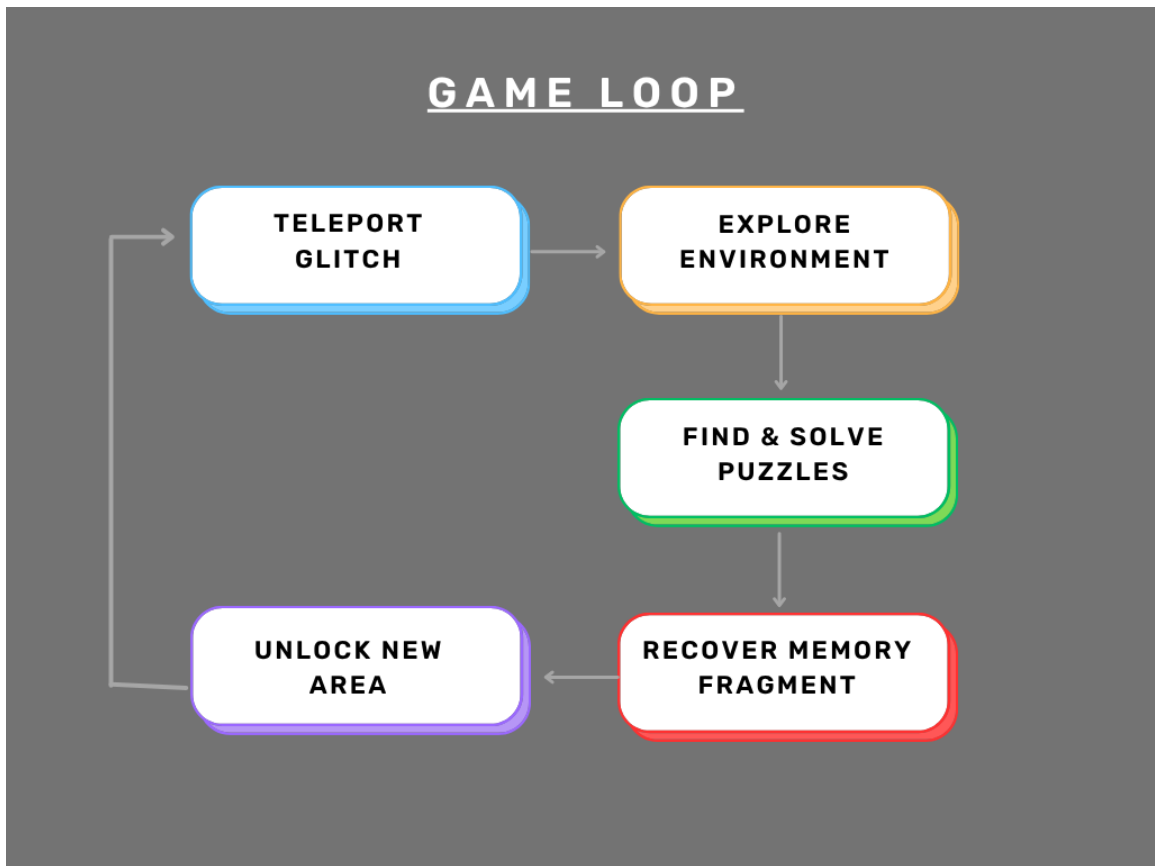 GAME LOOP
TELEPORT
GLITCH
EXPLORE
ENVIRONMENT
FIND & SOLVE
PUZZLES
RECOVER MEMORY
FRAGMENT
UNLOCK NEW
AREA